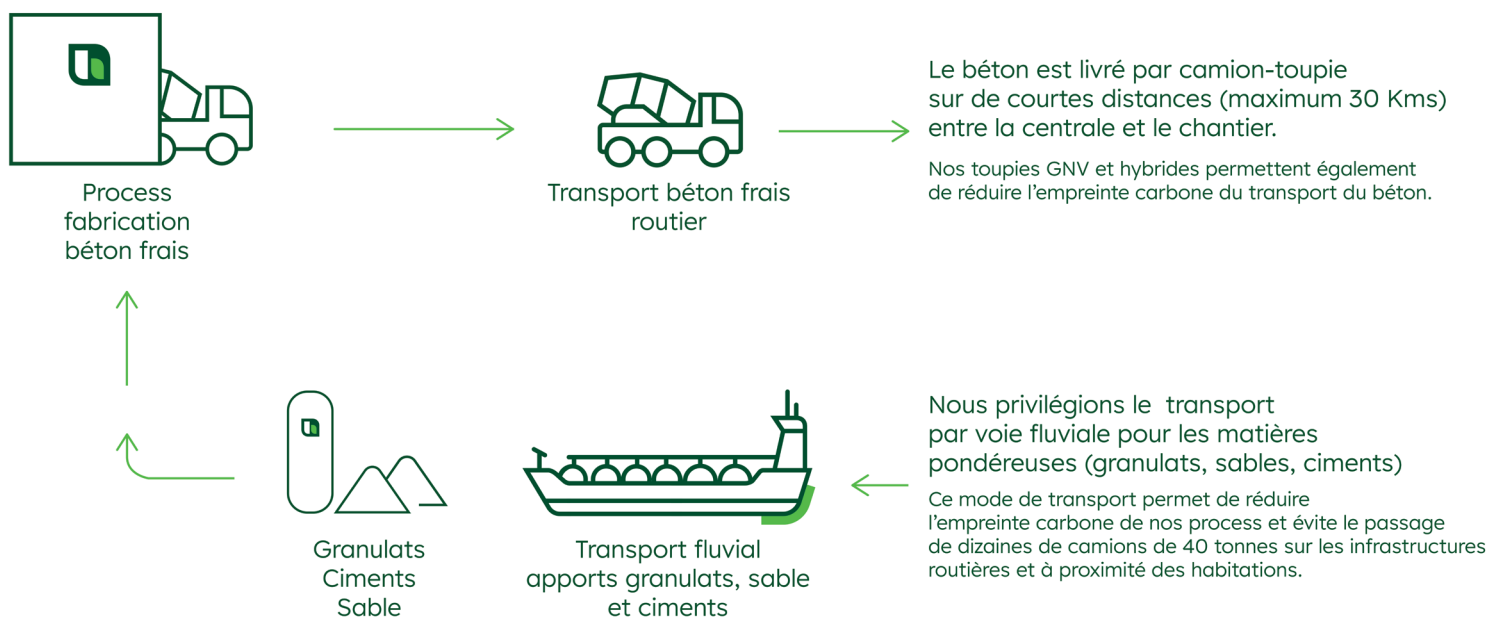 Process
fabrication
béton frais
Transport béton frais
routier
Le béton est livré par camion-toupie
sur de courtes distances (maximum 30 Kms)
entre la centrale et le chantier.
Nos toupies GNV et hybrides permettent également
de réduire l'empreinte carbone du transport du béton.
Granulats
Ciments
Sable
Transport fluvial
apports granulats, sable
et ciments
Nous privilégions le transport
par voie fluviale pour les matières
pondéreuses (granulats, sables, ciments)
Ce mode de transport permet de réduire
l'empreinte carbone de nos process et évite le passage
de dizaines de camions de 40 tonnes sur les infrastructures
routières et à proximité des habitations.